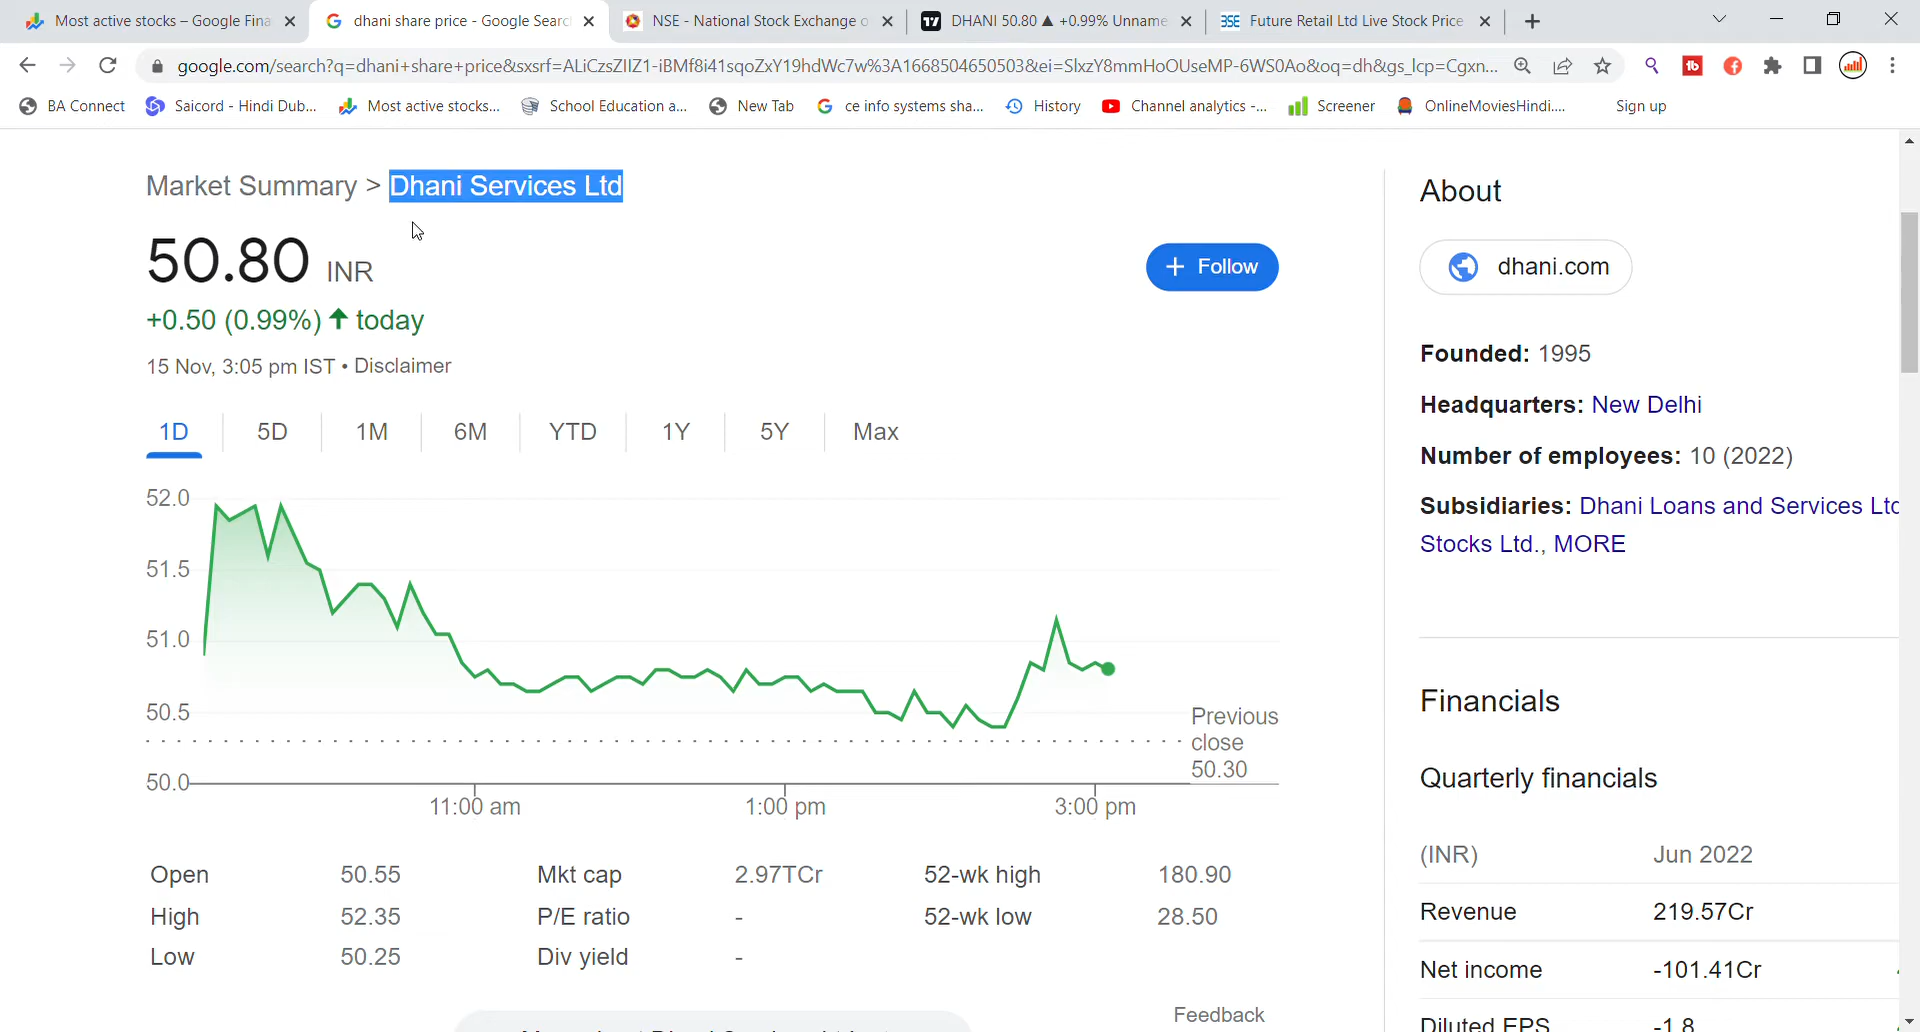 Most active stocks – Google Fina
dhani share price - Google Searc
NSE - National Stock Exchange o
DHANI 50.80 ▲ +0.99% Unname
Future Retail Ltd Live Stock Price
google.com/search?q=dhani+share+price&sxsrf=ALiCzsZIIZ1-iBMf8i41sqoZxY19hdWc7w%3A1668504650503&ei=SlxzY8mmHoOUseMP-6WS0Ao&oq=dh&gs_lcp=Cgxn...
BA Connect
Saicord - Hindi Dub...
Most active stocks...
School Education a...
New Tab
ce info systems sha...
History
Channel analytics -...
Screener
OnlineMoviesHindi....
Sign up
Market Summary > Dhani Services Ltd
50.80 INR
+ Follow
+0.50 (0.99%) ↑ today
15 Nov, 3:05 pm IST • Disclaimer
1D 5D 1M 6M YTD 1Y 5Y Max
52.0
51.5
51.0
50.5
50.0
Previous
close
50.30
11:00 am 1:00 pm 3:00 pm
Open 50.55 Mkt cap 2.97TCr 52-wk high 180.90
High 52.35 P/E ratio - 52-wk low 28.50
Low 50.25 Div yield -
Feedback
About
dhani.com
Founded: 1995
Headquarters: New Delhi
Number of employees: 10 (2022)
Subsidiaries: Dhani Loans and Services Ltd
Stocks Ltd., MORE
Financials
Quarterly financials
(INR) Jun 2022
Revenue 219.57Cr
Net income -101.41Cr
Diluted EPS -1.8